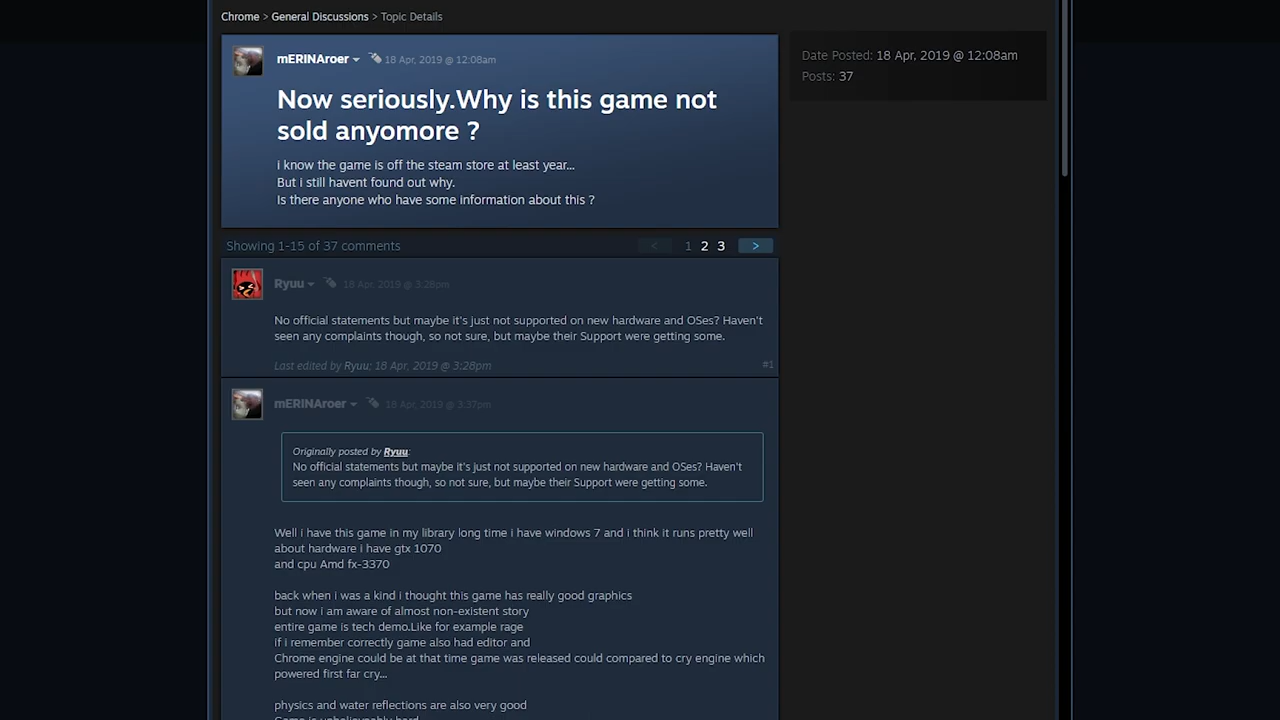 Chrome > General Discussions > Topic Details
mERINAroer 18 Apr, 2019 @ 12:08am
Now seriously.Why is this game not
sold anyomore ?
i know the game is off the steam store at least year...
But i still havent found out why.
Is there anyone who have some information about this ?
Date Posted: 18 Apr, 2019 @ 12:08am
Posts: 37
Showing 1-15 of 37 comments
< 1 2 3 >
Ryuu 18 Apr, 2019 @ 3:28pm
No official statements but maybe it's just not supported on new hardware and OSes? Haven't
seen any complaints though, so not sure, but maybe their Support were getting some.
Last edited by Ryuu; 18 Apr, 2019 @ 3:28pm
#1
mERINAroer 18 Apr, 2019 @ 3:37pm
Originally posted by Ryuu:
No official statements but maybe it's just not supported on new hardware and OSes? Haven't
seen any complaints though, so not sure, but maybe their Support were getting some.
Well i have this game in my library long time i have windows 7 and i think it runs pretty well
about hardware i have gtx 1070
and cpu Amd fx-3370
back when i was a kind i thought this game has really good graphics
but now i am aware of almost non-existent story
entire game is tech demo.Like for example rage
if i remember correctly game also had editor and
Chrome engine could be at that time game was released could compared to cry engine which
powered first far cry...
physics and water reflections are also very good
Game is unbelievably hard